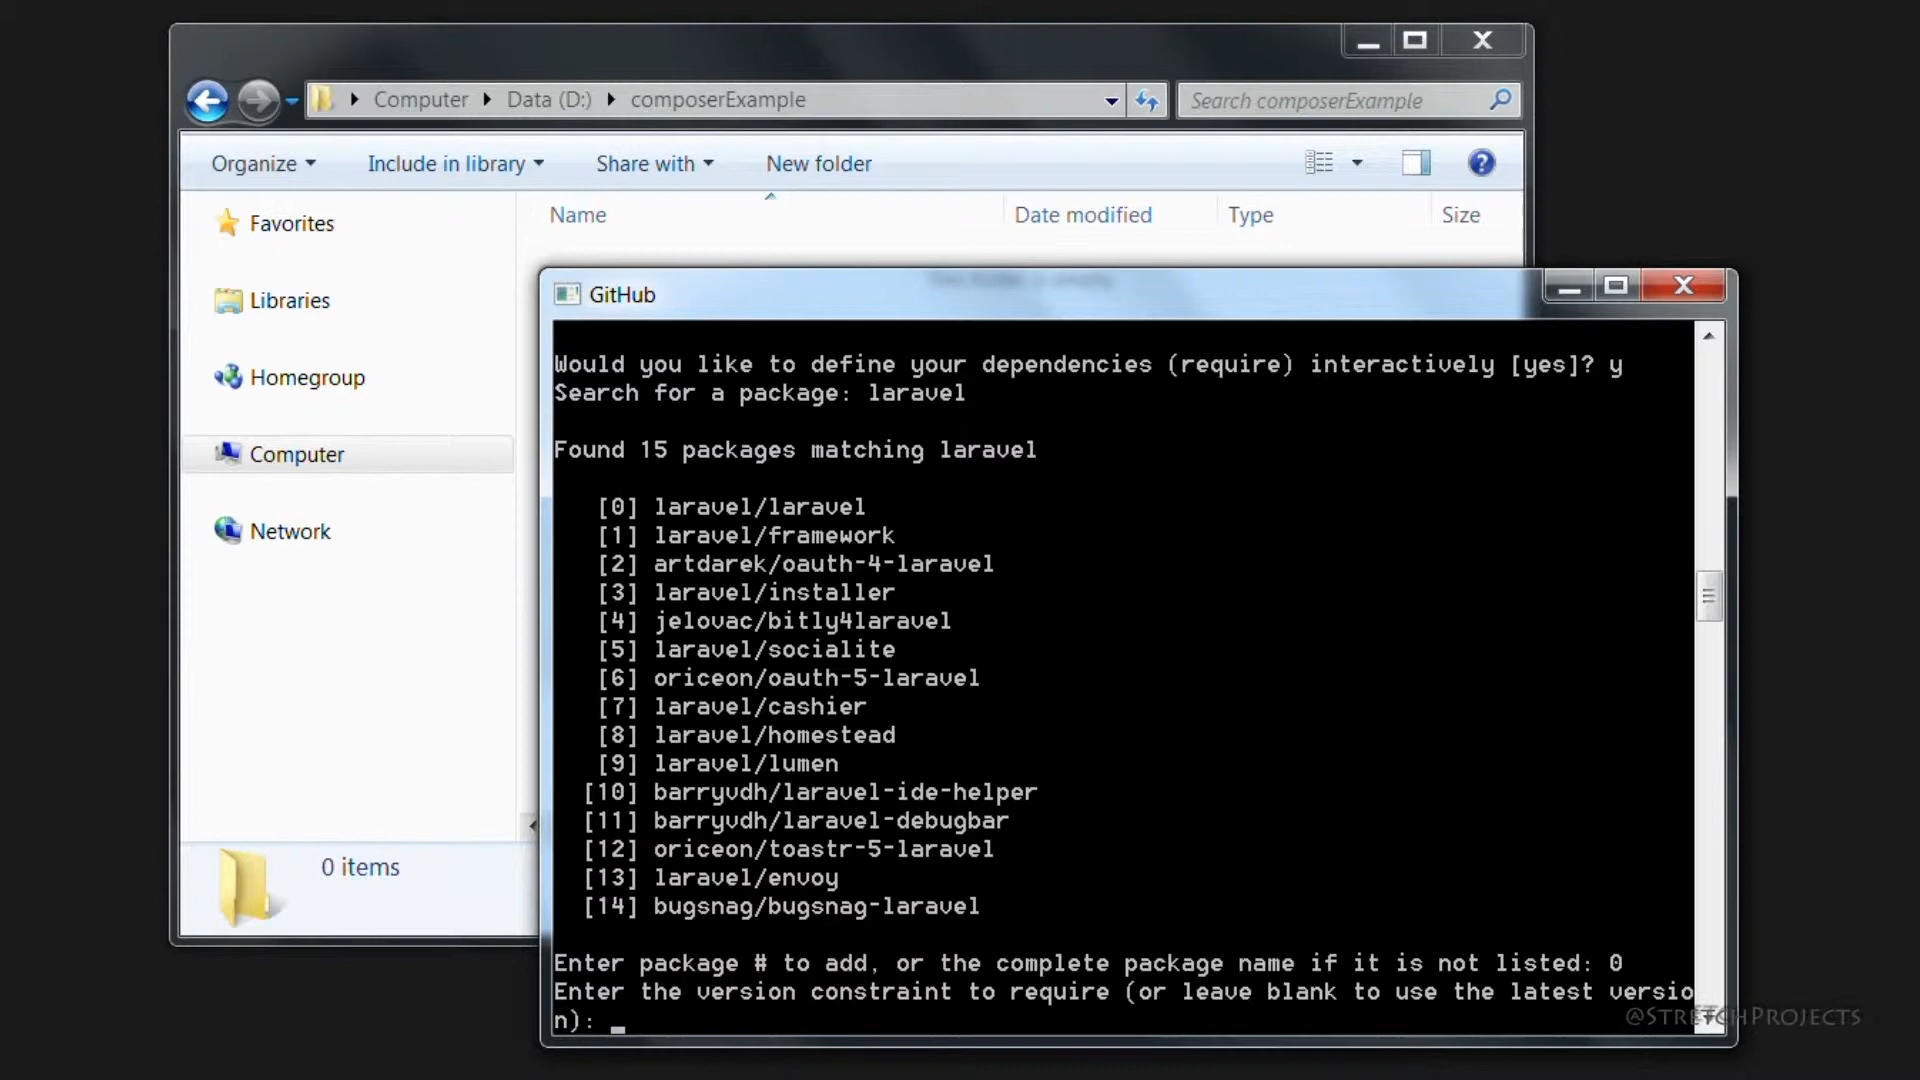 Computer Data (D:) composerExample
Search composerExample
Organize Include in library Share with New folder
Name Date modified Type Size
Favorites
Libraries
Homegroup
Computer
Network
0 items
GitHub
Would you like to define your dependencies (require) interactively [yes]? y
Search for a package: laravel
Found 15 packages matching laravel
[0] laravel/laravel
[1] laravel/framework
[2] artdarek/oauth-4-laravel
[3] laravel/installer
[4] jelovac/bitly4laravel
[5] laravel/socialite
[6] oriceon/oauth-5-laravel
[7] laravel/cashier
[8] laravel/homestead
[9] laravel/lumen
[10] barryvdh/laravel-ide-helper
[11] barryvdh/laravel-debugbar
[12] oriceon/toastr-5-laravel
[13] laravel/envoy
[14] bugsnag/bugsnag-laravel
Enter package # to add, or the complete package name if it is not listed: 0
Enter the version constraint to require (or leave blank to use the latest versio
n): _
@StretchProjects